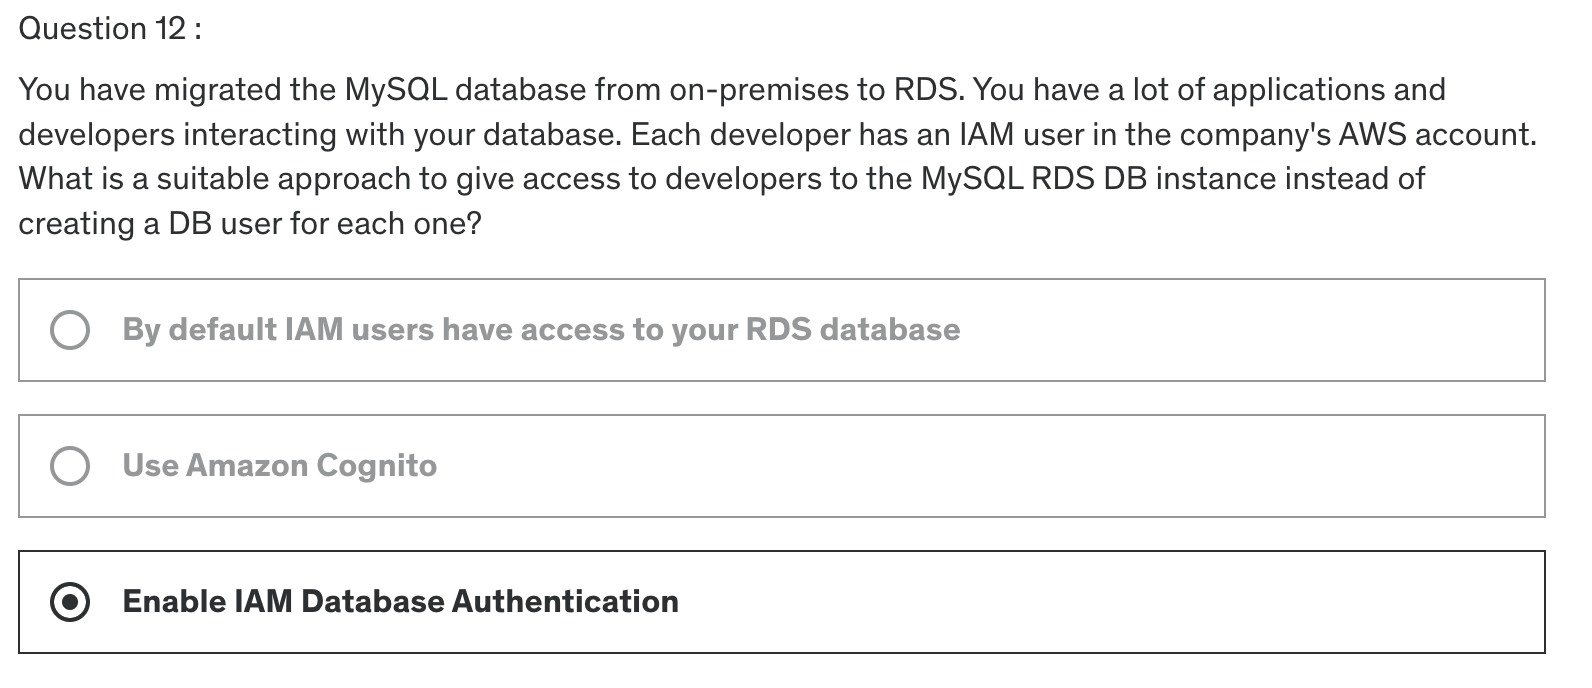 Question 12 :
You have migrated the MySQL database from on-premises to RDS. You have a lot of applications and
developers interacting with your database. Each developer has an IAM user in the company's AWS account.
What is a suitable approach to give access to developers to the MySQL RDS DB instance instead of
creating a DB user for each one?
By default IAM users have access to your RDS database
Use Amazon Cognito
Enable IAM Database Authentication